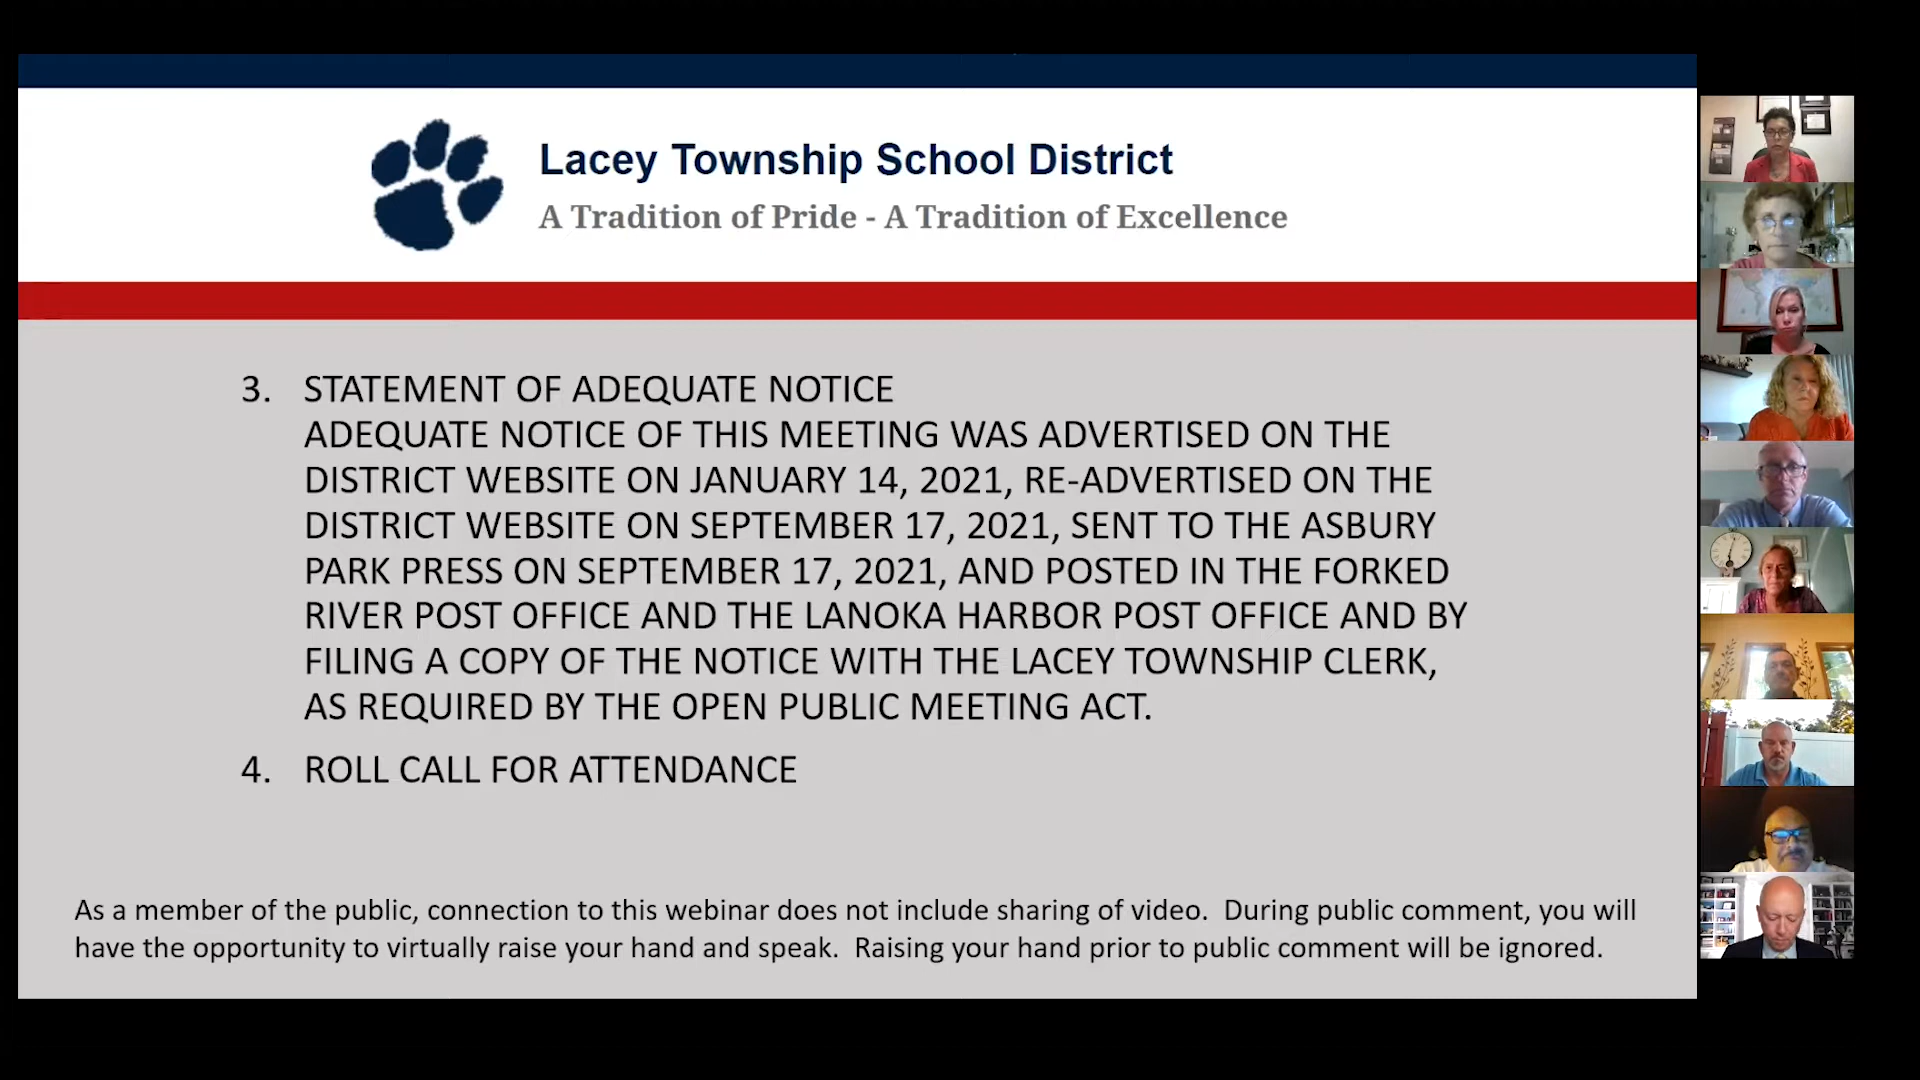 Lacey Township School District
A Tradition of Pride - A Tradition of Excellence
3. STATEMENT OF ADEQUATE NOTICE
ADEQUATE NOTICE OF THIS MEETING WAS ADVERTISED ON THE
DISTRICT WEBSITE ON JANUARY 14, 2021, RE-ADVERTISED ON THE
DISTRICT WEBSITE ON SEPTEMBER 17, 2021, SENT TO THE ASBURY
PARK PRESS ON SEPTEMBER 17, 2021, AND POSTED IN THE FORKED
RIVER POST OFFICE AND THE LANOKA HARBOR POST OFFICE AND BY
FILING A COPY OF THE NOTICE WITH THE LACEY TOWNSHIP CLERK,
AS REQUIRED BY THE OPEN PUBLIC MEETING ACT.
4. ROLL CALL FOR ATTENDANCE
As a member of the public, connection to this webinar does not include sharing of video.  During public comment, you will
have the opportunity to virtually raise your hand and speak.  Raising your hand prior to public comment will be ignored.